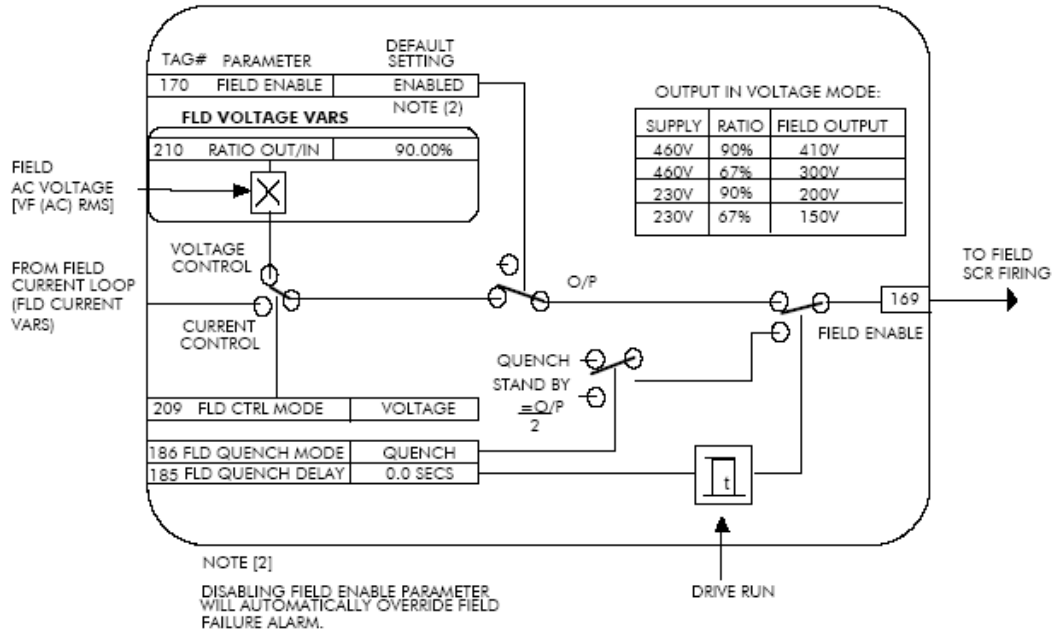 TAG# PARAMETER DEFAULT SETTING
170 FIELD ENABLE ENABLED
NOTE (2)
FLD VOLTAGE VARS
210 RATIO OUT/IN 90.00%
OUTPUT IN VOLTAGE MODE:
SUPPLY RATIO FIELD OUTPUT
460V 90% 410V
460V 67% 300V
230V 90% 200V
230V 67% 150V
FIELD
AC VOLTAGE
[VF (AC) RMS]
VOLTAGE
CONTROL
FROM FIELD
CURRENT LOOP
(FLD CURRENT
VARS)
CURRENT
CONTROL
O/P
TO FIELD
SCR FIRING
169
FIELD ENABLE
QUENCH
STAND BY
=O/P
2
209 FLD CTRL MODE VOLTAGE
186 FLD QUENCH MODE QUENCH
185 FLD QUENCH DELAY 0.0 SECS
t
DRIVE RUN
NOTE [2]
DISABLING FIELD ENABLE PARAMETER
WILL AUTOMATICALLY OVERRIDE FIELD
FAILURE ALARM.